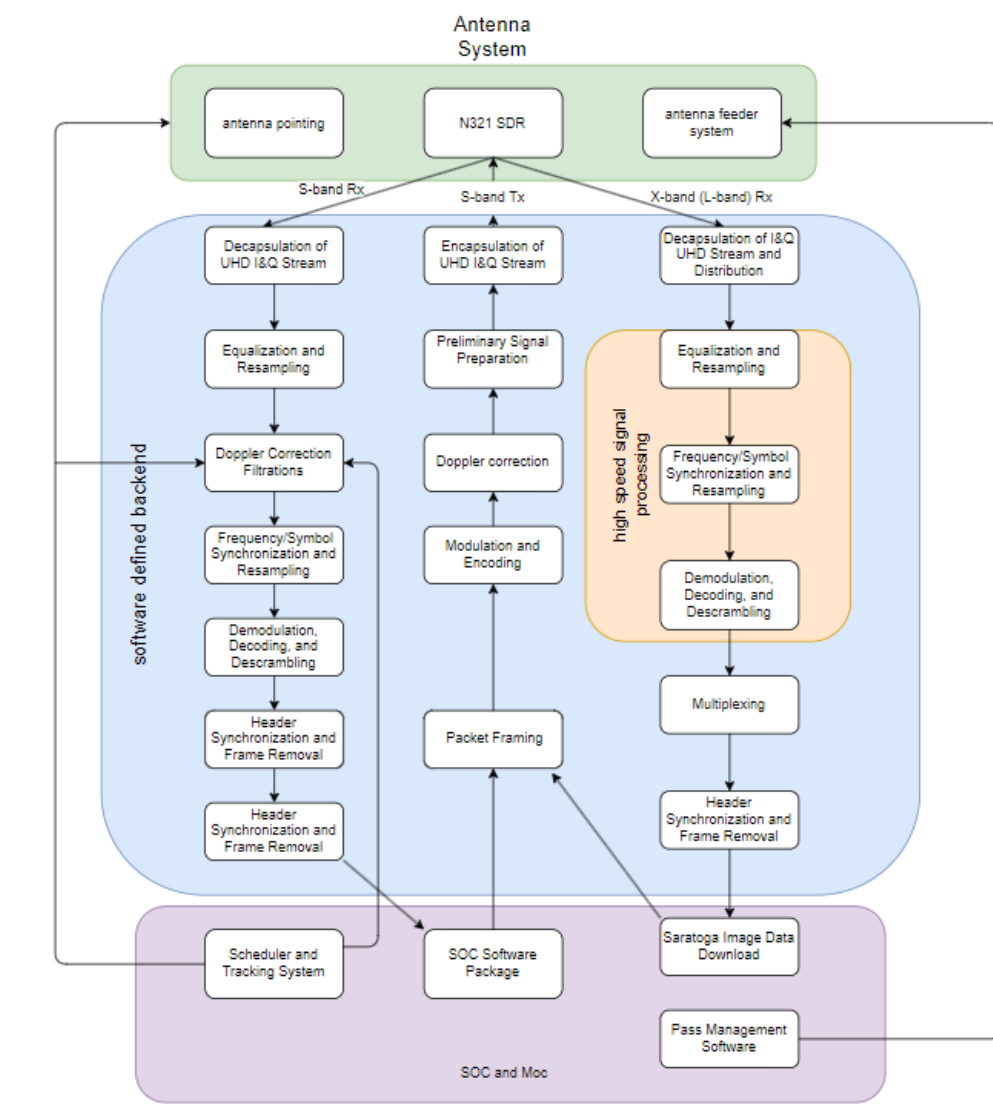 Antenna
System
antenna pointing
N321 SDR
antenna feeder
system
S-band Rx
S-band Tx
X-band (L-band) Rx
Decapsulation of
UHD I&Q Stream
Encapsulation of
UHD I&Q Stream
Decapsulation of I&Q
UHD Stream and
Distribution
Equalization and
Resampling
Preliminary Signal
Preparation
Equalization and
Resampling
software defined backend
Doppler Correction
Filtrations
Doppler correction
high speed signal
processing
Frequency/Symbol
Synchronization and
Resampling
Frequency/Symbol
Synchronization and
Resampling
Modulation and
Encoding
Demodulation,
Decoding, and
Descrambling
Demodulation,
Decoding, and
Descrambling
Header
Synchronization and
Frame Removal
Packet Framing
Multiplexing
Header
Synchronization and
Frame Removal
Header
Synchronization and
Frame Removal
Scheduler and
Tracking System
SOC Software
Package
Saratoga Image Data
Download
Pass Management
Software
SOC and Moc